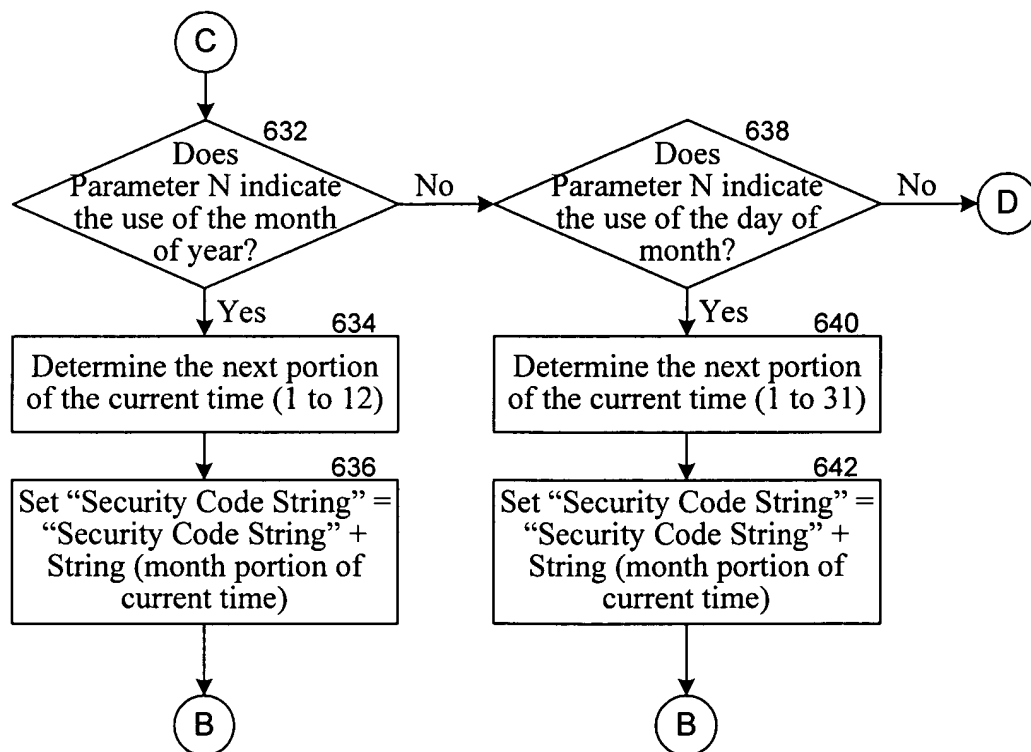 C
632
Does
Parameter N indicate
the use of the month
of year?
No
638
Does
Parameter N indicate
the use of the day of
month?
No
D
Yes
634
Determine the next portion
of the current time (1 to 12)
Yes
640
Determine the next portion
of the current time (1 to 31)
636
Set “Security Code String” =
“Security Code String” +
String (month portion of
current time)
642
Set “Security Code String” =
“Security Code String” +
String (month portion of
current time)
B
B